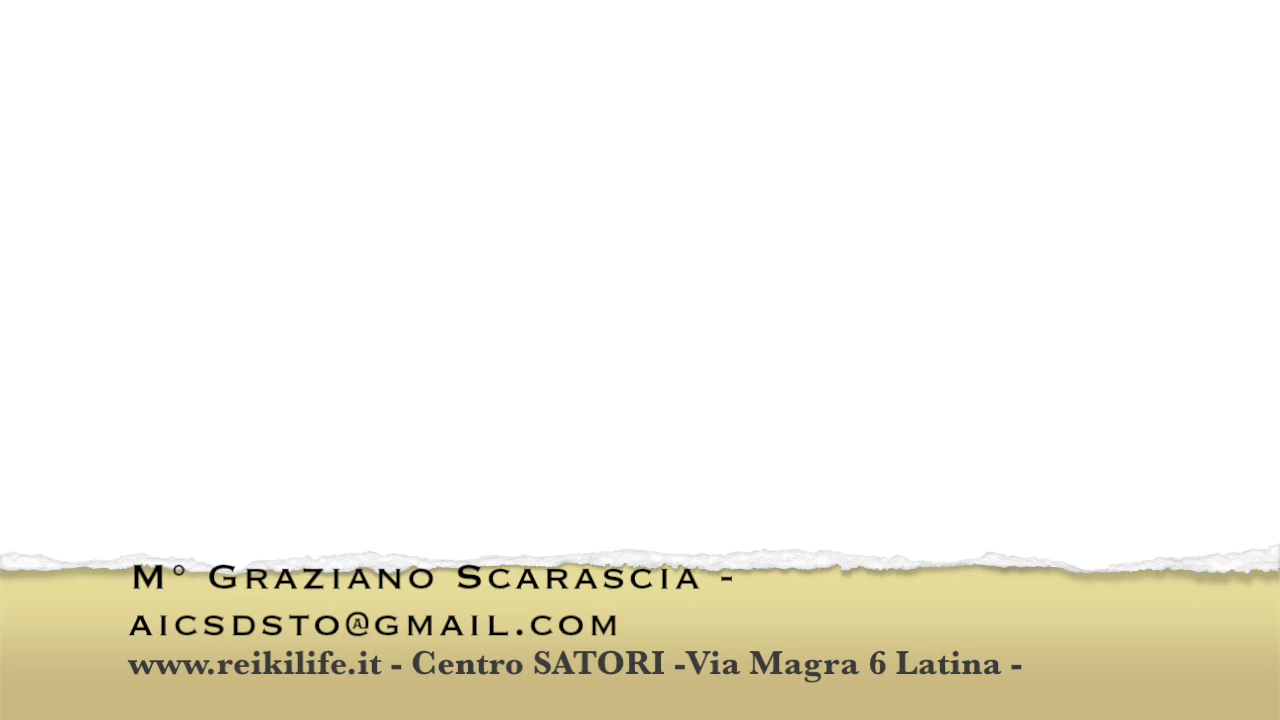 M° Graziano Scarascia -
aicsdsto@gmail.com
www.reikilife.it - Centro SATORI -Via Magra 6 Latina -